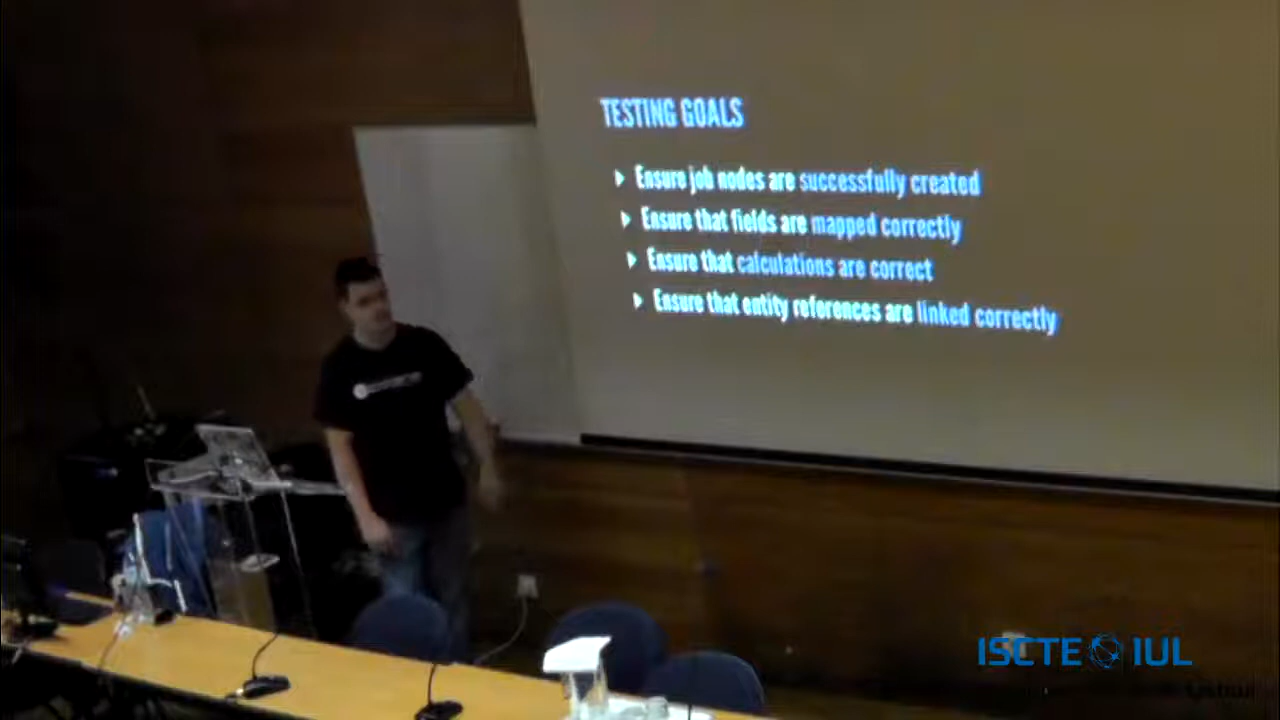 TESTING GOALS
Ensure job nodes are successfully created
Ensure that fields are mapped correctly
Ensure that calculations are correct
Ensure that entity references are linked correctly
ISCTE IUL